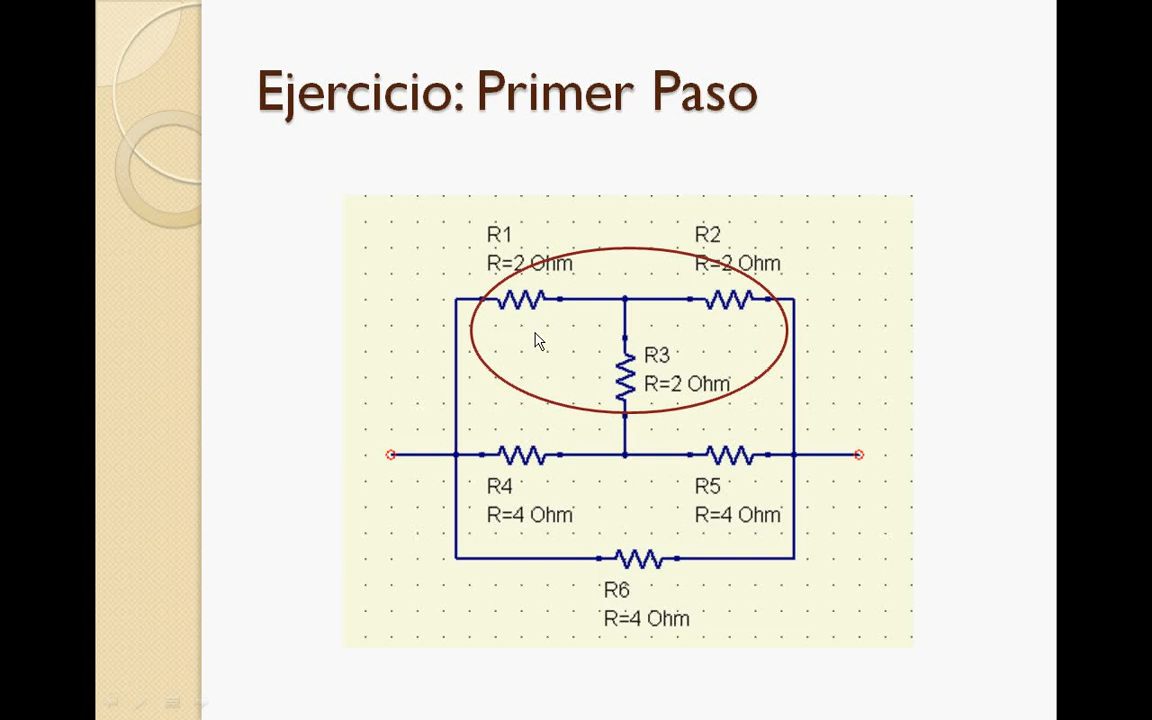 Ejercicio: Primer Paso
R1
R=2 Ohm
R2
R=2 Ohm
R3
R=2 Ohm
R4
R=4 Ohm
R5
R=4 Ohm
R6
R=4 Ohm